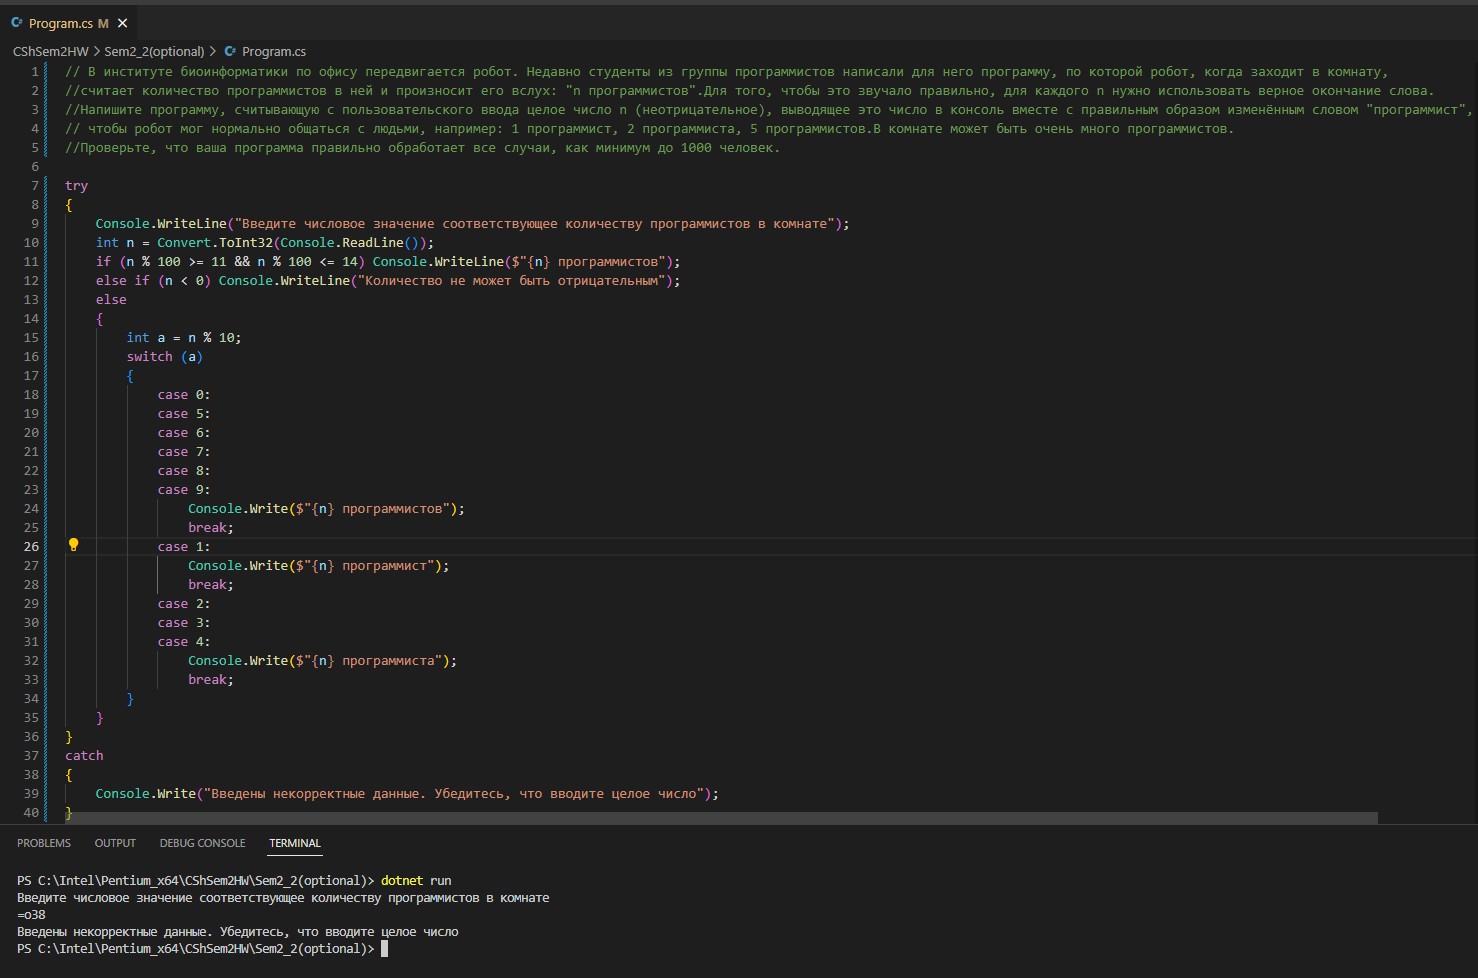 Program.cs M ×
CShSem2HW > Sem2_2(optional) > Program.cs
1 // В институте биоинформатики по офису передвигается робот. Недавно студенты из группы программистов написали для него программу, по которой робот, когда заходит в комнату,
2 //считает количество программистов в ней и произносит его вслух: "n программистов".Для того, чтобы это звучало правильно, для каждого n нужно использовать верное окончание слова.
3 //Напишите программу, считывающую с пользовательского ввода целое число n (неотрицательное), выводящее это число в консоль вместе с правильным образом изменённым словом "программист",
4 // чтобы робот мог нормально общаться с людьми, например: 1 программист, 2 программиста, 5 программистов.В комнате может быть очень много программистов.
5 //Проверьте, что ваша программа правильно обработает все случаи, как минимум до 1000 человек.
6
7 try
8 {
9 Console.WriteLine("Введите числовое значение соответствующее количеству программистов в комнате");
10 int n = Convert.ToInt32(Console.ReadLine());
11 if (n % 100 >= 11 && n % 100 <= 14) Console.WriteLine($"{n} программистов");
12 else if (n < 0) Console.WriteLine("Количество не может быть отрицательным");
13 else
14 {
15 int a = n % 10;
16 switch (a)
17 {
18 case 0:
19 case 5:
20 case 6:
21 case 7:
22 case 8:
23 case 9:
24 Console.Write($"{n} программистов");
25 break;
26 case 1:
27 Console.Write($"{n} программист");
28 break;
29 case 2:
30 case 3:
31 case 4:
32 Console.Write($"{n} программиста");
33 break;
34 }
35 }
36 }
37 catch
38 {
39 Console.Write("Введены некорректные данные. Убедитесь, что вводите целое число");
40 }
PROBLEMS OUTPUT DEBUG CONSOLE TERMINAL
PS C:\Intel\Pentium_x64\CShSem2HW\Sem2_2(optional)> dotnet run
Введите числовое значение соответствующее количеству программистов в комнате
=о38
Введены некорректные данные. Убедитесь, что вводите целое число
PS C:\Intel\Pentium_x64\CShSem2HW\Sem2_2(optional)>